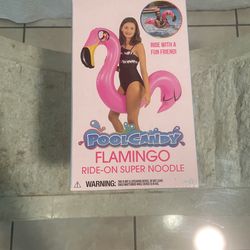 RIDE WITH A
FUN FRIEND!
POOLCANDY
FLAMINGO
RIDE-ON SUPER NOODLE
WARNING: